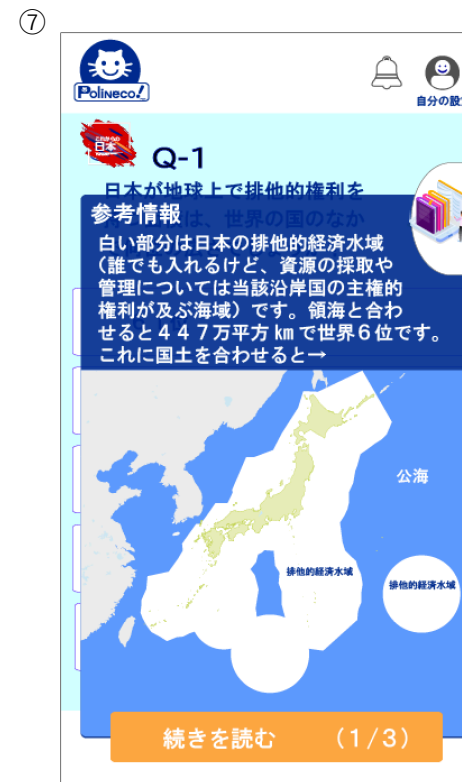 ⑦
Polineco!
自分の設
これからの
日本
Q-1
日本が地球上で排他的権利を
参考情報
白い部分は日本の排他的経済水域
（誰でも入れるけど、資源の採取や
管理については当該沿岸国の主権的
権利が及ぶ海域）です。領海と合わ
せると４４７万平方㎞で世界６位です。
これに国土を合わせると→
公海
排他的経済水域
排他的経済水域
続きを読む （1/3）